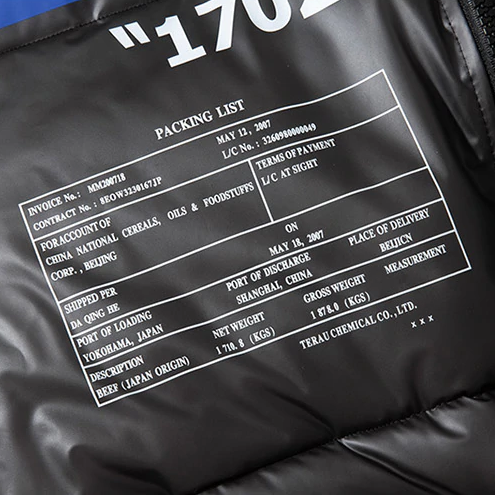 "1702
PACKING LIST
MAY 12, 2007
INVOICE No.: MM200718
L/C No.: 3260980000049
CONTRACT No.: 8EOW3230167JP
TERMS OF PAYMENT
FOR ACCOUNT OF
L/C AT SIGHT
CHINA NATIONAL CEREALS, OILS & FOODSTUFFS
CORP., BEIJING
SHIPPED PER
ON
PLACE OF DELIVERY
DA QING HE
MAY 18, 2007
BEIJICN
PORT OF LOADING
PORT OF DISCHARGE
YOKOHAMA, JAPAN
SHANGHAI, CHINA
DESCRIPTION
NET WEIGHT
GROSS WEIGHT
MEASUREMENT
BEEF (JAPAN ORIGIN)
1 710.8 (KGS)
1 878.0 (KGS)
TERAU CHEMICAL CO., LTD.
x x x